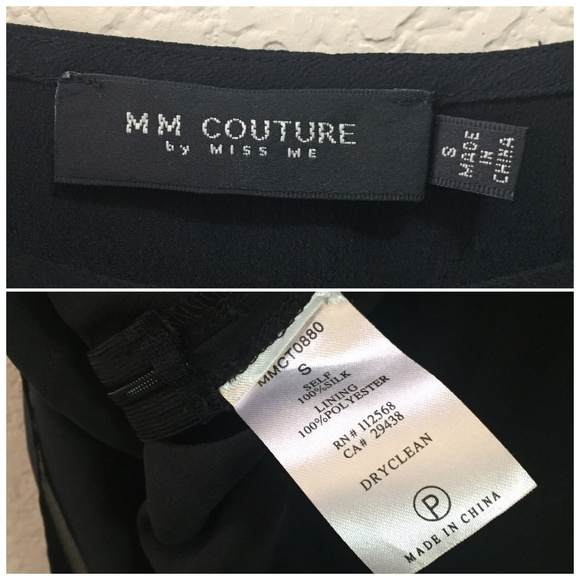 MM COUTURE
by MISS ME
S
MADE
IN
CHINA
MMCT0880
S
SELF
100%SILK
LINING
100%POLYESTER
RN# 112568
CA# 29438
DRYCLEAN
P
MADE IN CHINA